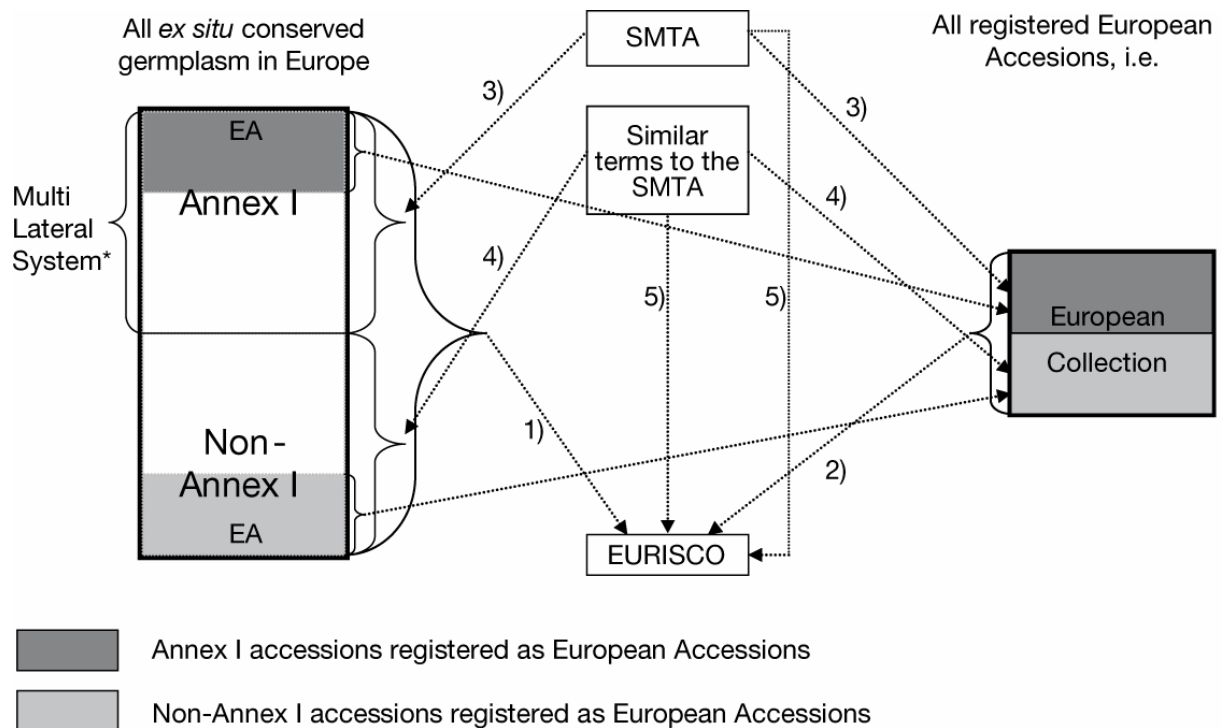 All ex situ conserved
germplasm in Europe
SMTA
All registered European
Accesions, i.e.
3)
3)
EA
Similar
terms to the
SMTA
Multi
Lateral
System*
Annex I
4)
4)
5)
5)
European
Collection
Non-
Annex I
EA
1)
2)
EURISCO
Annex I accessions registered as European Accessions
Non-Annex I accessions registered as European Accessions